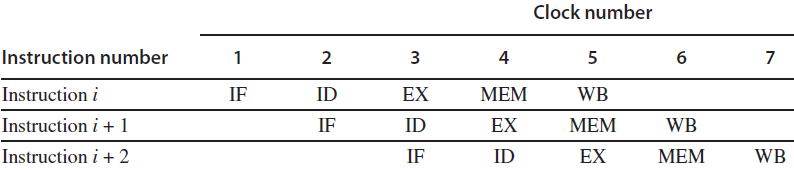 Clock number
Instruction number 1 2 3 4 5 6 7
Instruction i IF ID EX MEM WB
Instruction i + 1 IF ID EX MEM WB
Instruction i + 2 IF ID EX MEM WB